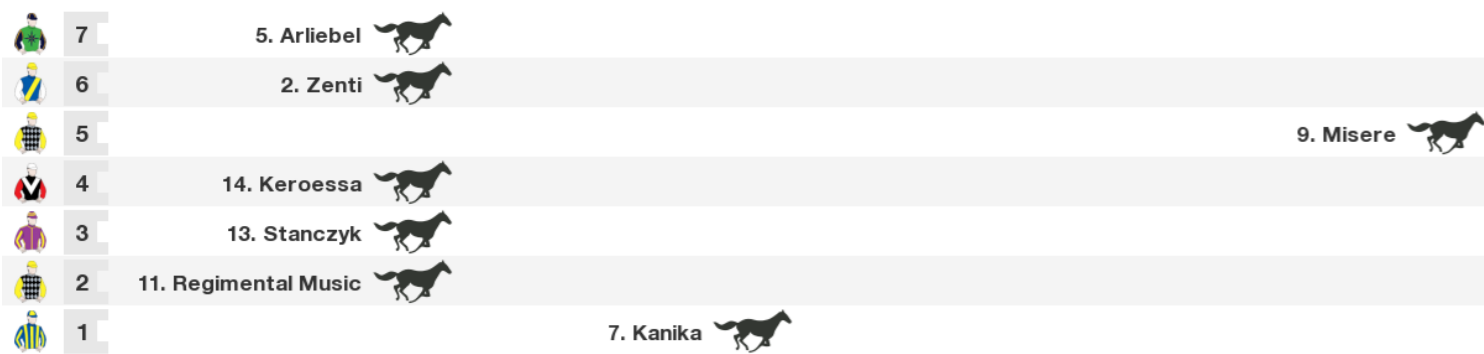 7 5. Arliebel
6 2. Zenti
5 9. Misere
4 14. Keroessa
3 13. Stanczyk
2 11. Regimental Music
1 7. Kanika